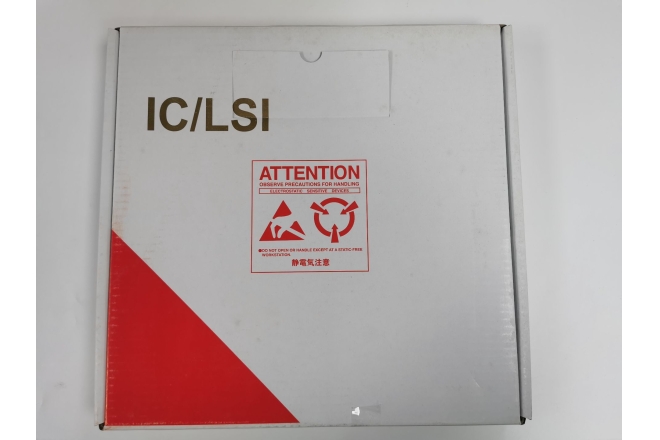 IC/LSI
ATTENTION
OBSERVE PRECAUTIONS FOR HANDLING
ELECTROSTATIC SENSITIVE DEVICES
●DO NOT OPEN OR HANDLE EXCEPT AT A STATIC-FREE
WORKSTATION.
静電気注意